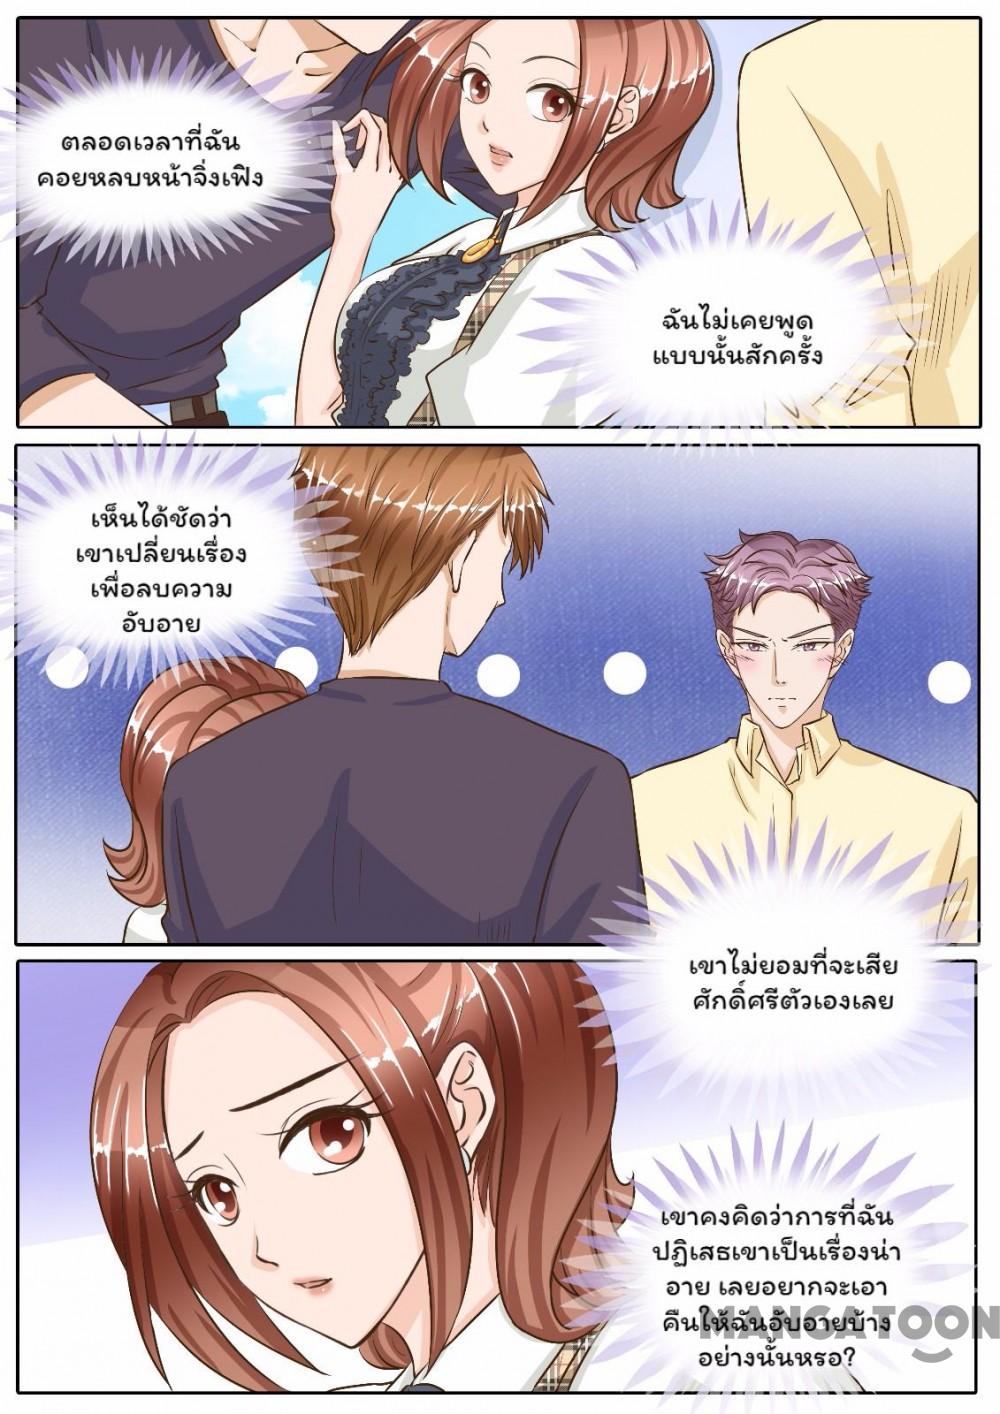 ตลอดเวลาที่ฉัน
คอยหลบหน้าจิ่งเฟิง
ฉันไม่เคยพูด
แบบนั้นสักครั้ง
เห็นได้ชัดว่า
เขาเปลี่ยนเรื่อง
เพื่อลบความ
อับอาย
เขาไม่ยอมที่จะเสีย
ศักดิ์ศรีตัวเองเลย
เขาคงคิดว่าการที่ฉัน
ปฏิเสธเขาเป็นเรื่องน่า
อาย เลยอยากจะเอา
คืนให้ฉันอับอายบ้าง
อย่างนั้นหรอ?
MANGATOON